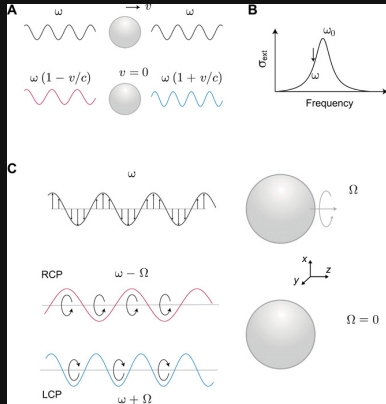 A
ω → v ω
ω (1 − v/c) v = 0 ω (1 + v/c)
B
ω₀
ω
σext
Frequency
C
ω
Ω
RCP ω − Ω
x
y z
Ω = 0
LCP ω + Ω